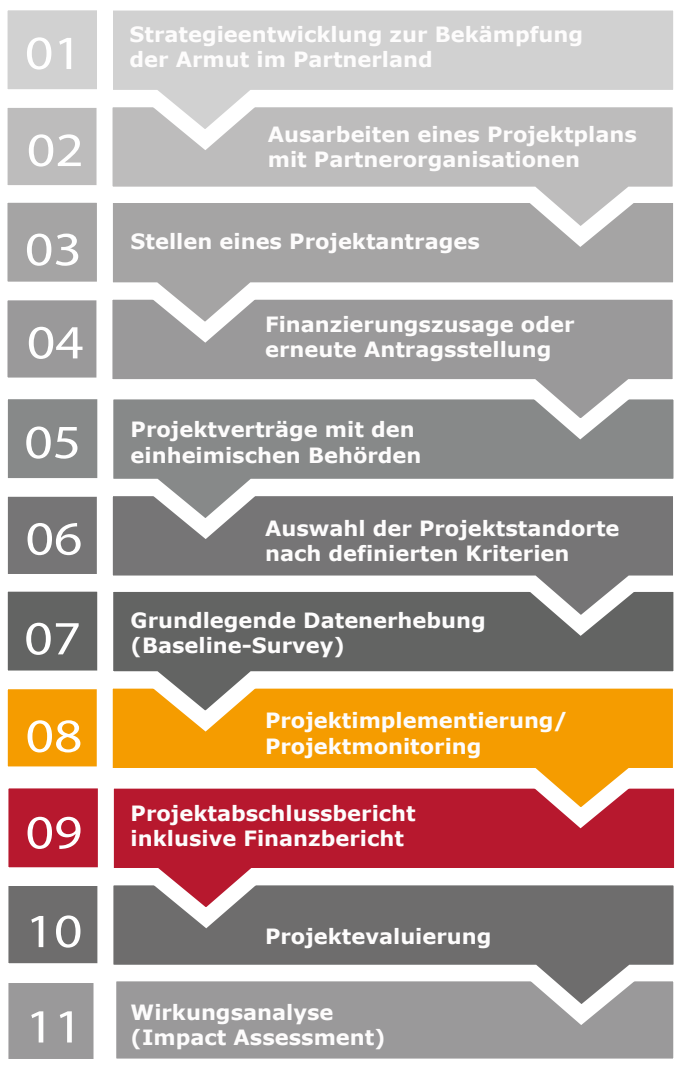 01
Strategieentwicklung zur Bekämpfung
der Armut im Partnerland
02
Ausarbeiten eines Projektplans
mit Partnerorganisationen
03
Stellen eines Projektantrages
04
Finanzierungszusage oder
erneute Antragsstellung
05
Projektverträge mit den
einheimischen Behörden
06
Auswahl der Projektstandorte
nach definierten Kriterien
07
Grundlegende Datenerhebung
(Baseline-Survey)
08
Projektimplementierung/
Projektmonitoring
09
Projektabschlussbericht
inklusive Finanzbericht
10
Projektevaluierung
11
Wirkungsanalyse
(Impact Assessment)